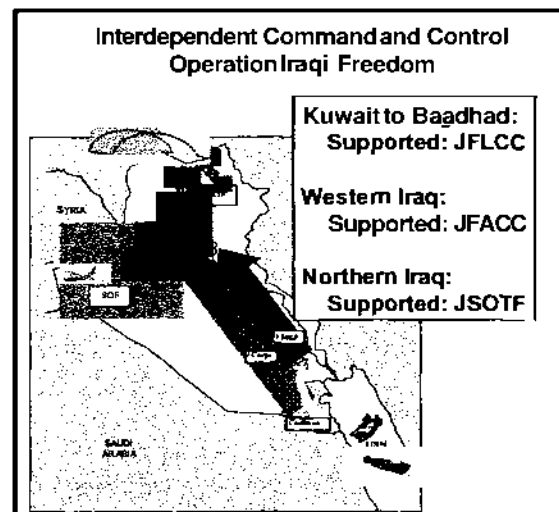 Interdependent Command and Control
Operation Iraqi Freedom
Kuwait to Baadhad:
Supported: JFLCC
Western Iraq:
Supported: JFACC
Northern Iraq:
Supported: JSOTF
SYRIA
SOF
SAUDI
ARABIA